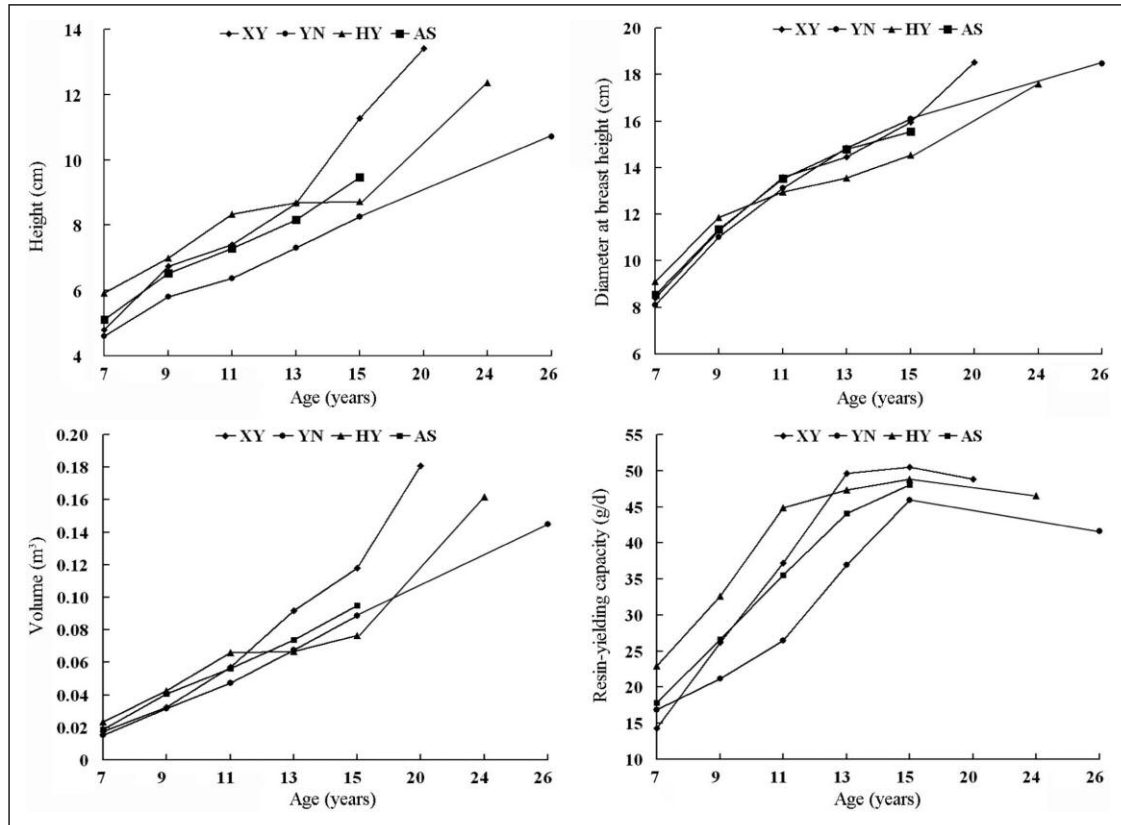 XY YN HY AS
14
12
10
8
6
4
Height (cm)
7 9 11 13 15 20 24 26
Age (years)
XY YN HY AS
20
18
16
14
12
10
8
6
Diameter at breast height (cm)
7 9 11 13 15 20 24 26
Age (years)
XY YN HY AS
0.20
0.18
0.16
0.14
0.12
0.10
0.08
0.06
0.04
0.02
0
Volume (m³)
7 9 11 13 15 20 24 26
Age (years)
XY YN HY AS
55
50
45
40
35
30
25
20
15
10
Resin-yielding capacity (g/d)
7 9 11 13 15 20 24 26
Age (years)